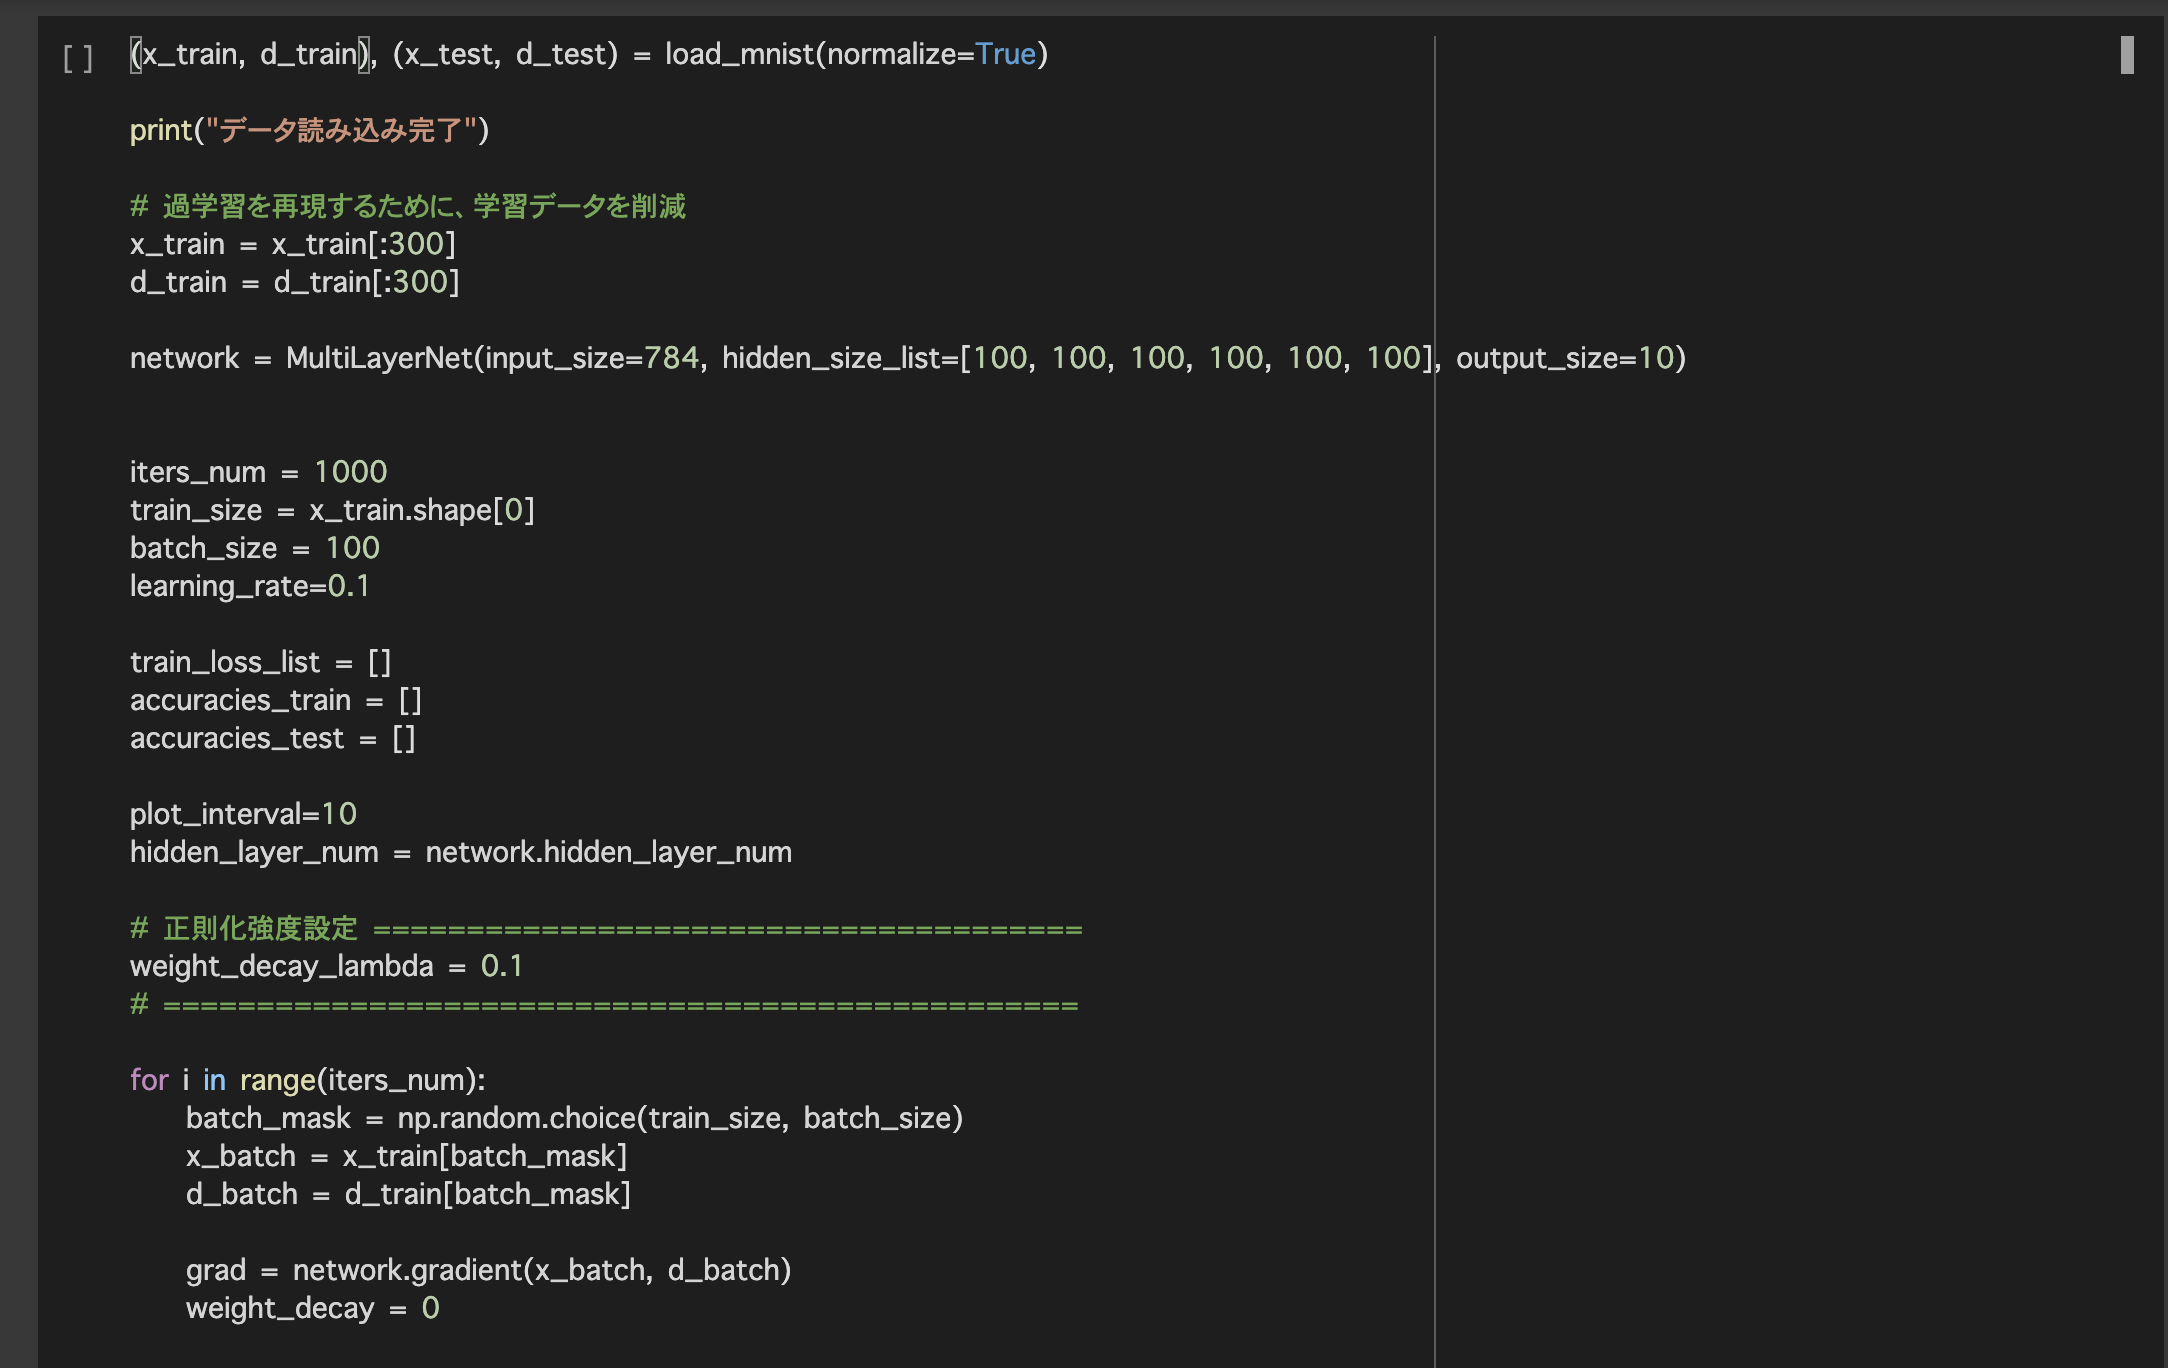 [ ] (x_train, d_train), (x_test, d_test) = load_mnist(normalize=True)
print("データ読み込み完了")
# 過学習を再現するために、学習データを削減
x_train = x_train[:300]
d_train = d_train[:300]
network = MultiLayerNet(input_size=784, hidden_size_list=[100, 100, 100, 100, 100, 100], output_size=10)
iters_num = 1000
train_size = x_train.shape[0]
batch_size = 100
learning_rate=0.1
train_loss_list = []
accuracies_train = []
accuracies_test = []
plot_interval=10
hidden_layer_num = network.hidden_layer_num
# 正則化強度設定 ======================================
weight_decay_lambda = 0.1
# =================================================
for i in range(iters_num):
    batch_mask = np.random.choice(train_size, batch_size)
    x_batch = x_train[batch_mask]
    d_batch = d_train[batch_mask]
    grad = network.gradient(x_batch, d_batch)
    weight_decay = 0